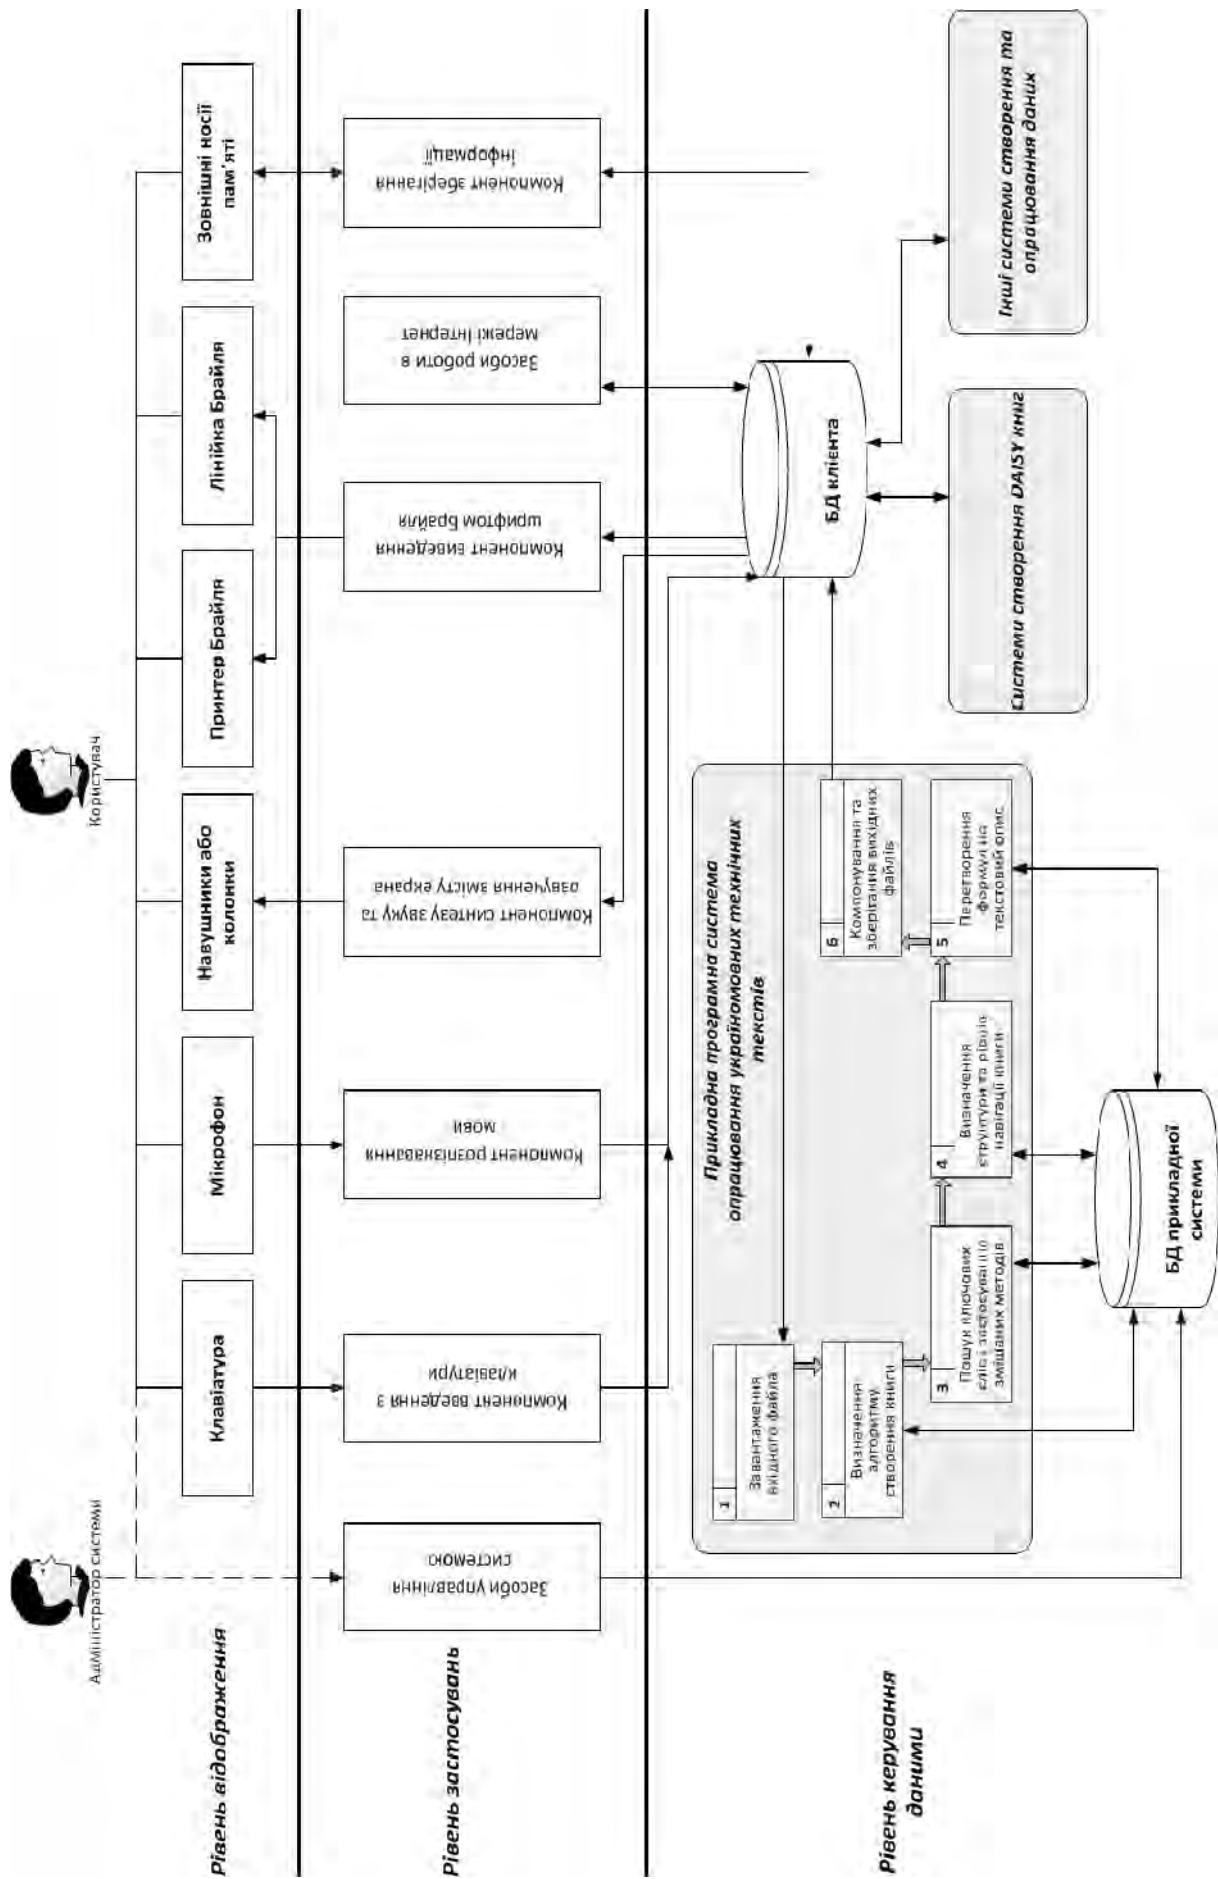 Адміністратор системи
Користувач
Рівень відображення
Клавіатура
Мікрофон
Навушники або
колонки
Принтер Брайля
Лінійка Брайля
Зовнішні носії
пам'яті
Рівень застосувань
Засоби управління
системою
Компонент введення з
клавіатури
Компонент розпізнавання
мови
Компонент синтезу звуку та
озвучення змісту екрана
Компонент виведення
шрифтом Брайля
Засоби роботи в
мережі Інтернет
Компонент зберігання
інформації
Рівень керування
даними
Прикладна програмна система
опрацювання україномовних технічних
текстів
1
Завантаження
вхідного файла
2
Визначення
алгоритму
створення книги
3
Пошук ключових
слів і застосування
змішаних методів
4
Визначення
структури та рівнів
навігації книги
5
Перетворення
формул на
текстовий опис
6
Компонування та
зберігання вихідних
файлів
БД клієнта
БД прикладної
системи
Системи створення DAISY книг
Інші системи створення та
опрацювання даних